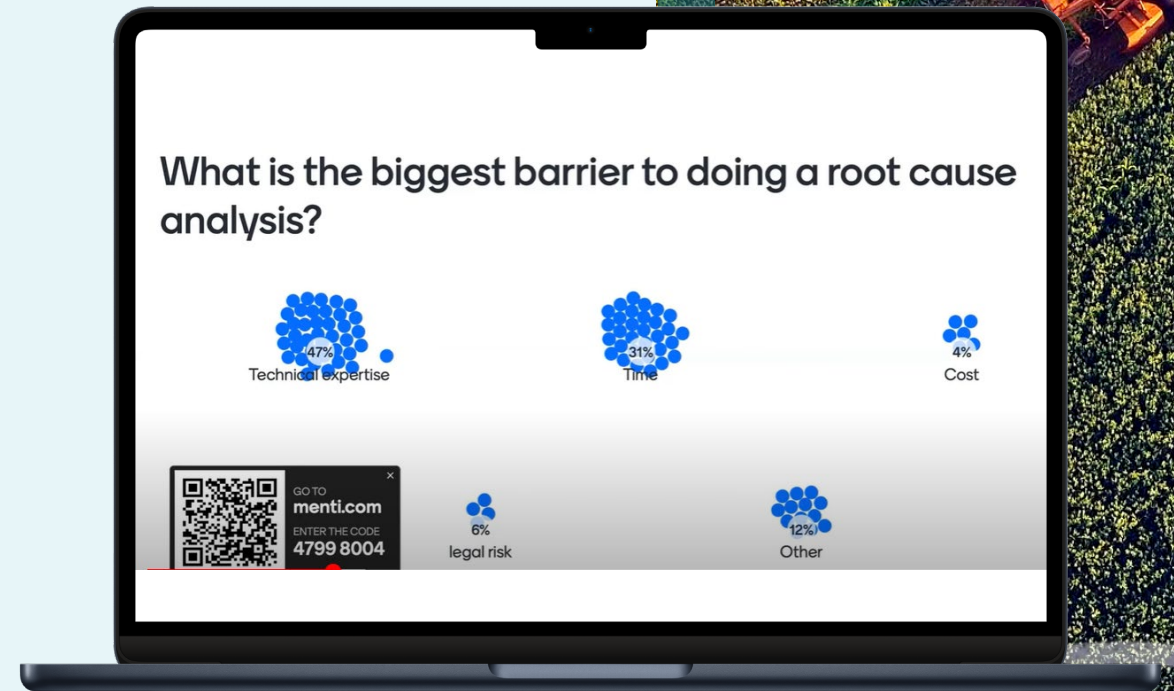 What is the biggest barrier to doing a root cause
analysis?
47%
Technical expertise
31%
Time
4%
Cost
GO TO
menti.com
ENTER THE CODE
4799 8004
6%
legal risk
12%
Other